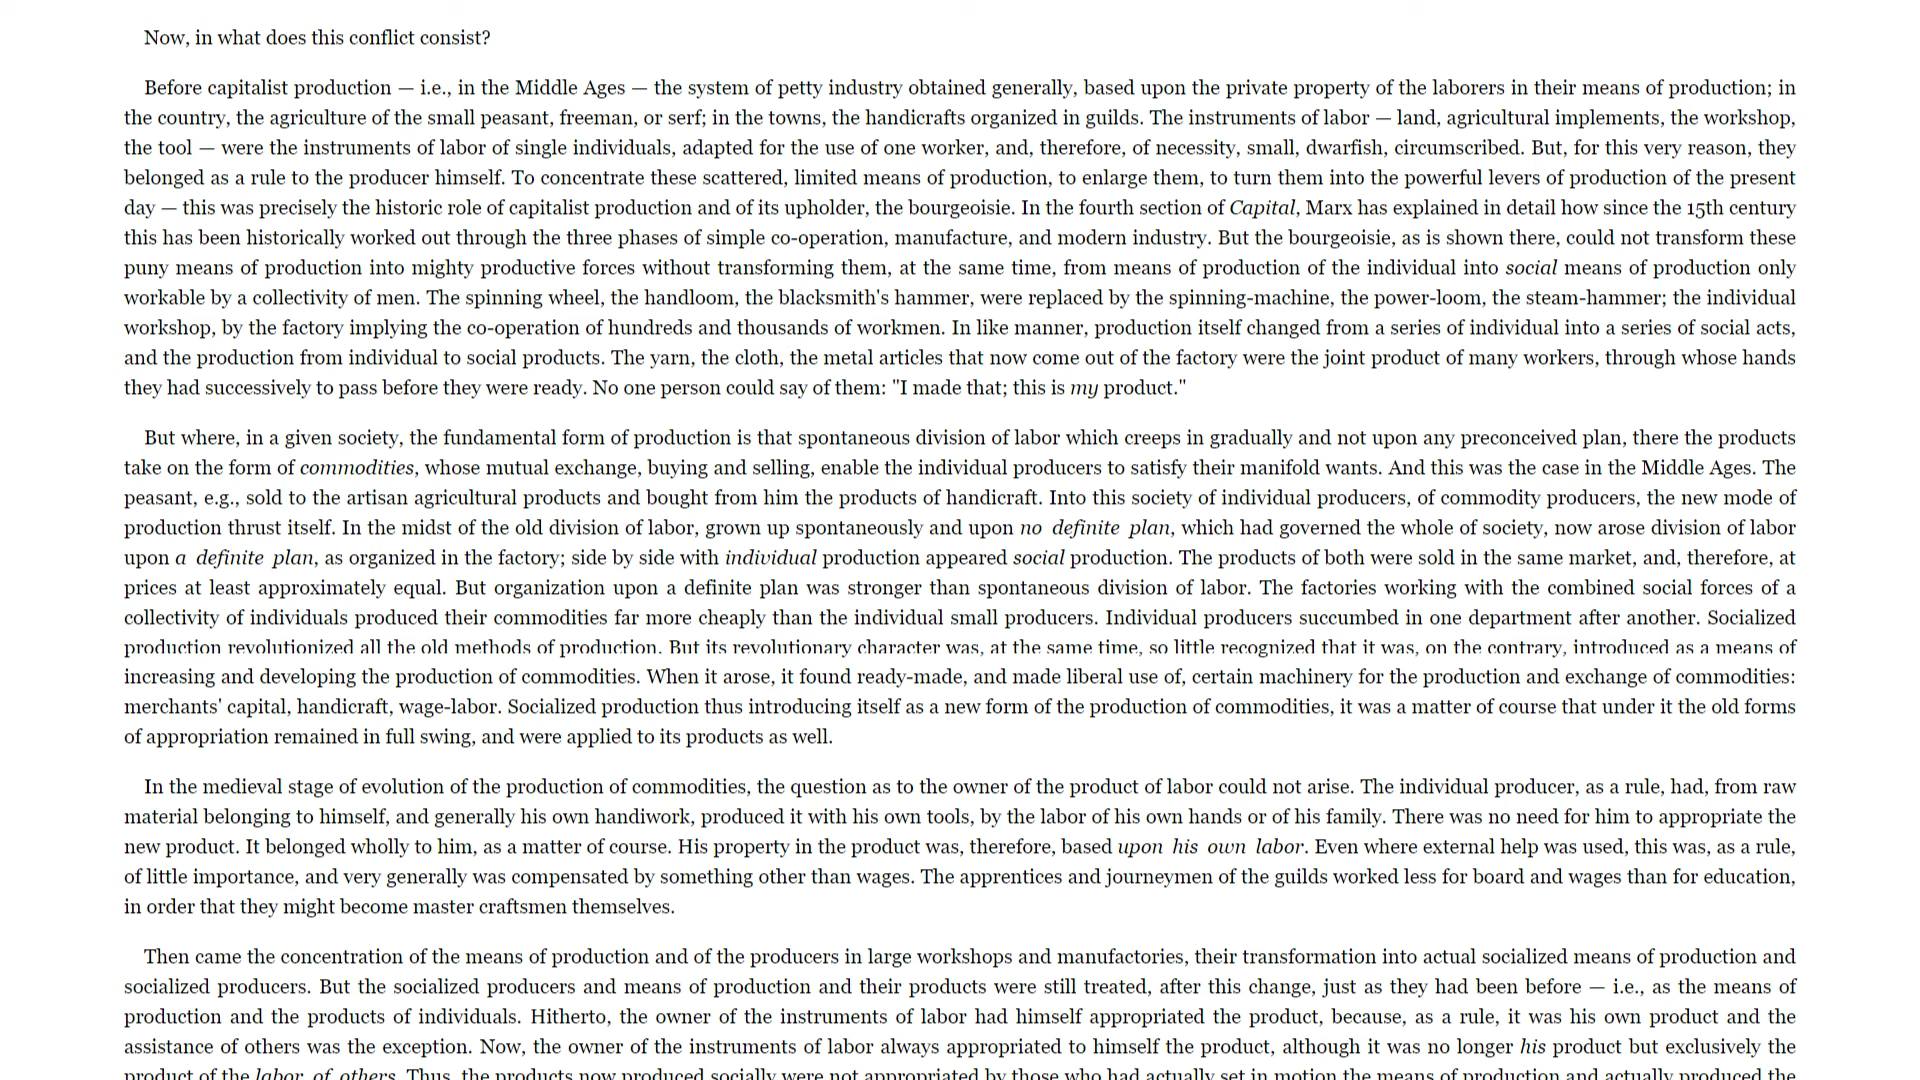 Now, in what does this conflict consist?
Before capitalist production — i.e., in the Middle Ages — the system of petty industry obtained generally, based upon the private property of the laborers in their means of production; in
the country, the agriculture of the small peasant, freeman, or serf; in the towns, the handicrafts organized in guilds. The instruments of labor — land, agricultural implements, the workshop,
the tool — were the instruments of labor of single individuals, adapted for the use of one worker, and, therefore, of necessity, small, dwarfish, circumscribed. But, for this very reason, they
belonged as a rule to the producer himself. To concentrate these scattered, limited means of production, to enlarge them, to turn them into the powerful levers of production of the present
day — this was precisely the historic role of capitalist production and of its upholder, the bourgeoisie. In the fourth section of Capital, Marx has explained in detail how since the 15th century
this has been historically worked out through the three phases of simple co-operation, manufacture, and modern industry. But the bourgeoisie, as is shown there, could not transform these
puny means of production into mighty productive forces without transforming them, at the same time, from means of production of the individual into social means of production only
workable by a collectivity of men. The spinning wheel, the handloom, the blacksmith's hammer, were replaced by the spinning-machine, the power-loom, the steam-hammer; the individual
workshop, by the factory implying the co-operation of hundreds and thousands of workmen. In like manner, production itself changed from a series of individual into a series of social acts,
and the production from individual to social products. The yarn, the cloth, the metal articles that now come out of the factory were the joint product of many workers, through whose hands
they had successively to pass before they were ready. No one person could say of them: "I made that; this is my product."
But where, in a given society, the fundamental form of production is that spontaneous division of labor which creeps in gradually and not upon any preconceived plan, there the products
take on the form of commodities, whose mutual exchange, buying and selling, enable the individual producers to satisfy their manifold wants. And this was the case in the Middle Ages. The
peasant, e.g., sold to the artisan agricultural products and bought from him the products of handicraft. Into this society of individual producers, of commodity producers, the new mode of
production thrust itself. In the midst of the old division of labor, grown up spontaneously and upon no definite plan, which had governed the whole of society, now arose division of labor
upon a definite plan, as organized in the factory; side by side with individual production appeared social production. The products of both were sold in the same market, and, therefore, at
prices at least approximately equal. But organization upon a definite plan was stronger than spontaneous division of labor. The factories working with the combined social forces of a
collectivity of individuals produced their commodities far more cheaply than the individual small producers. Individual producers succumbed in one department after another. Socialized
production revolutionized all the old methods of production. But its revolutionary character was, at the same time, so little recognized that it was, on the contrary, introduced as a means of
increasing and developing the production of commodities. When it arose, it found ready-made, and made liberal use of, certain machinery for the production and exchange of commodities:
merchants' capital, handicraft, wage-labor. Socialized production thus introducing itself as a new form of the production of commodities, it was a matter of course that under it the old forms
of appropriation remained in full swing, and were applied to its products as well.
In the medieval stage of evolution of the production of commodities, the question as to the owner of the product of labor could not arise. The individual producer, as a rule, had, from raw
material belonging to himself, and generally his own handiwork, produced it with his own tools, by the labor of his own hands or of his family. There was no need for him to appropriate the
new product. It belonged wholly to him, as a matter of course. His property in the product was, therefore, based upon his own labor. Even where external help was used, this was, as a rule,
of little importance, and very generally was compensated by something other than wages. The apprentices and journeymen of the guilds worked less for board and wages than for education,
in order that they might become master craftsmen themselves.
Then came the concentration of the means of production and of the producers in large workshops and manufactories, their transformation into actual socialized means of production and
socialized producers. But the socialized producers and means of production and their products were still treated, after this change, just as they had been before — i.e., as the means of
production and the products of individuals. Hitherto, the owner of the instruments of labor had himself appropriated the product, because, as a rule, it was his own product and the
assistance of others was the exception. Now, the owner of the instruments of labor always appropriated to himself the product, although it was no longer his product but exclusively the
product of the labor of others. Thus, the products now produced socially were not appropriated by those who had actually set in motion the means of production and actually produced the